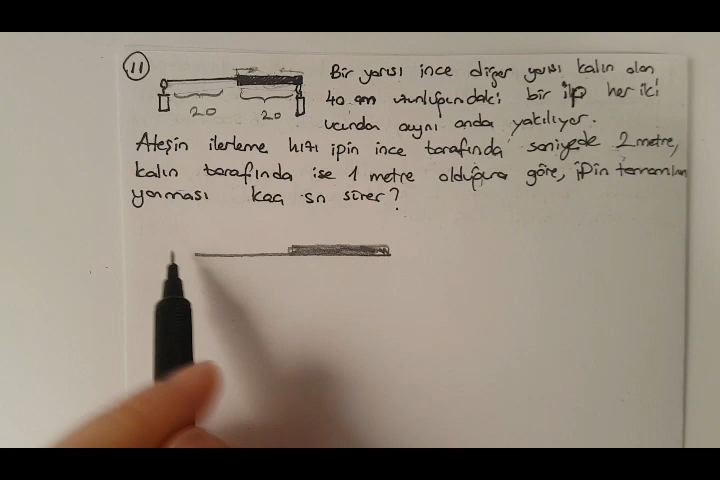 11
20 20
Bir yarısı ince diğer yarısı kalın olan
40 cm uzunluğundaki bir ip her iki
ucundan aynı anda yakılıyor.
Ateşin ilerleme hızı ipin ince tarafında saniyede 2 metre,
kalın tarafında ise 1 metre olduğuna göre, ipin tamamının
yanması kaç sn sürer?